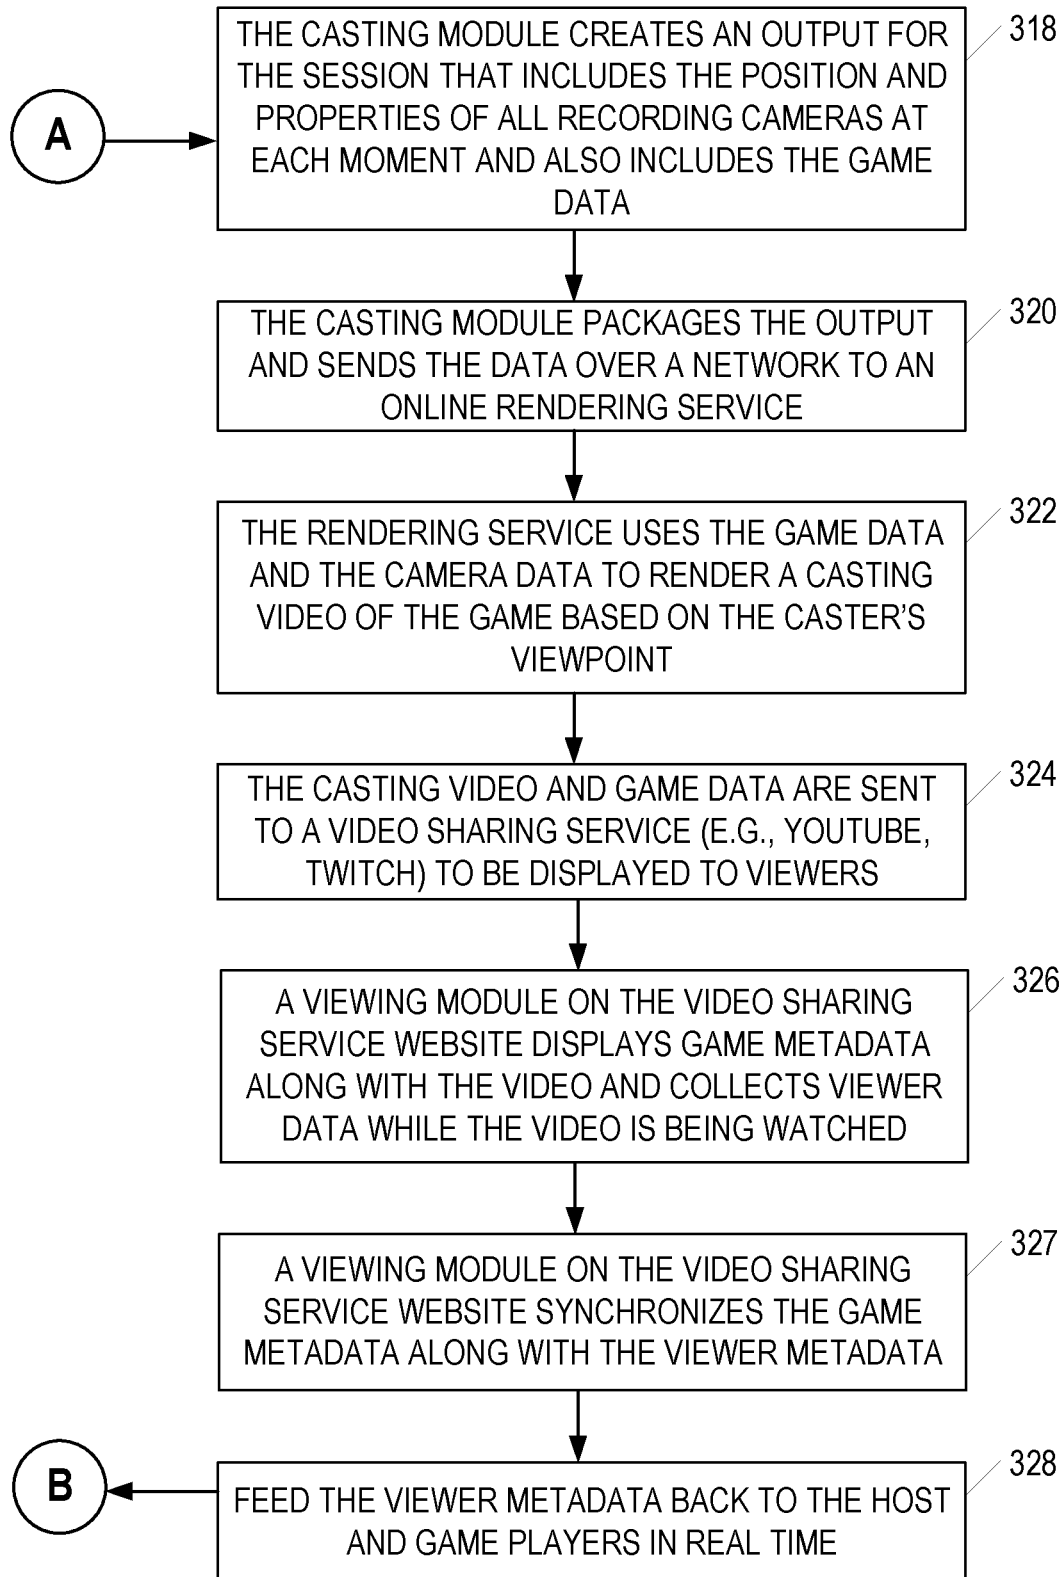 THE CASTING MODULE CREATES AN OUTPUT FOR
THE SESSION THAT INCLUDES THE POSITION AND
PROPERTIES OF ALL RECORDING CAMERAS AT
EACH MOMENT AND ALSO INCLUDES THE GAME
DATA
318
A
THE CASTING MODULE PACKAGES THE OUTPUT
AND SENDS THE DATA OVER A NETWORK TO AN
ONLINE RENDERING SERVICE
320
THE RENDERING SERVICE USES THE GAME DATA
AND THE CAMERA DATA TO RENDER A CASTING
VIDEO OF THE GAME BASED ON THE CASTER'S
VIEWPOINT
322
THE CASTING VIDEO AND GAME DATA ARE SENT
TO A VIDEO SHARING SERVICE (E.G., YOUTUBE,
TWITCH) TO BE DISPLAYED TO VIEWERS
324
A VIEWING MODULE ON THE VIDEO SHARING
SERVICE WEBSITE DISPLAYS GAME METADATA
ALONG WITH THE VIDEO AND COLLECTS VIEWER
DATA WHILE THE VIDEO IS BEING WATCHED
326
A VIEWING MODULE ON THE VIDEO SHARING
SERVICE WEBSITE SYNCHRONIZES THE GAME
METADATA ALONG WITH THE VIEWER METADATA
327
FEED THE VIEWER METADATA BACK TO THE HOST
AND GAME PLAYERS IN REAL TIME
328
B